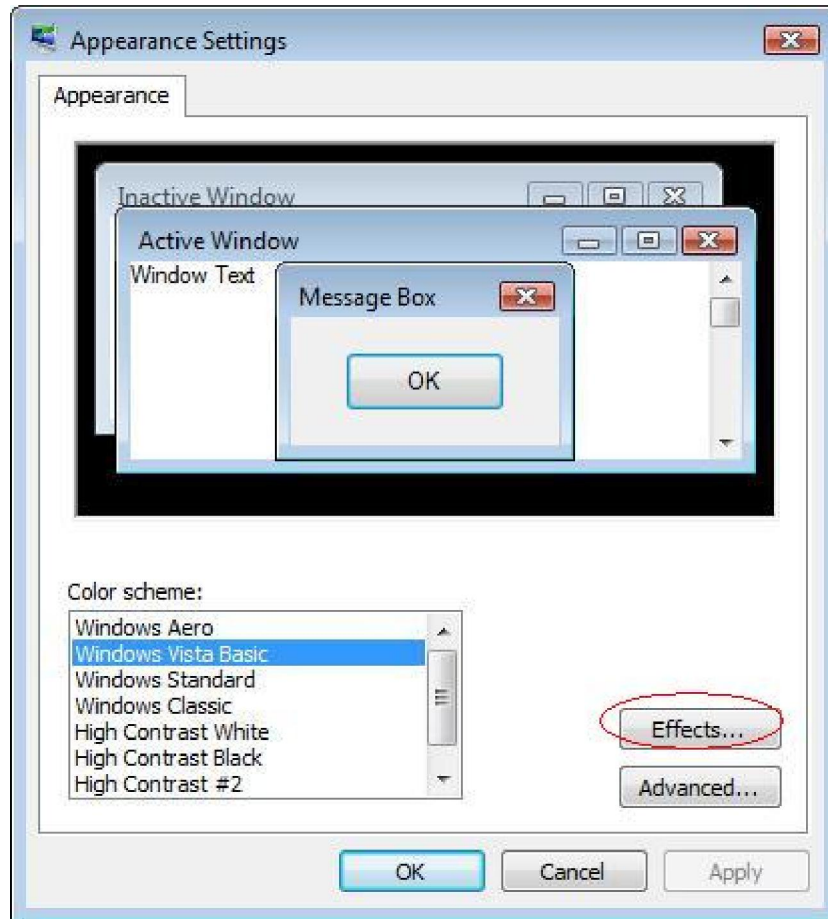 Appearance Settings
Appearance
Inactive Window
Active Window
Window Text
Message Box
OK
Color scheme:
Windows Aero
Windows Vista Basic
Windows Standard
Windows Classic
High Contrast White
High Contrast Black
High Contrast #2
Effects...
Advanced...
OK
Cancel
Apply